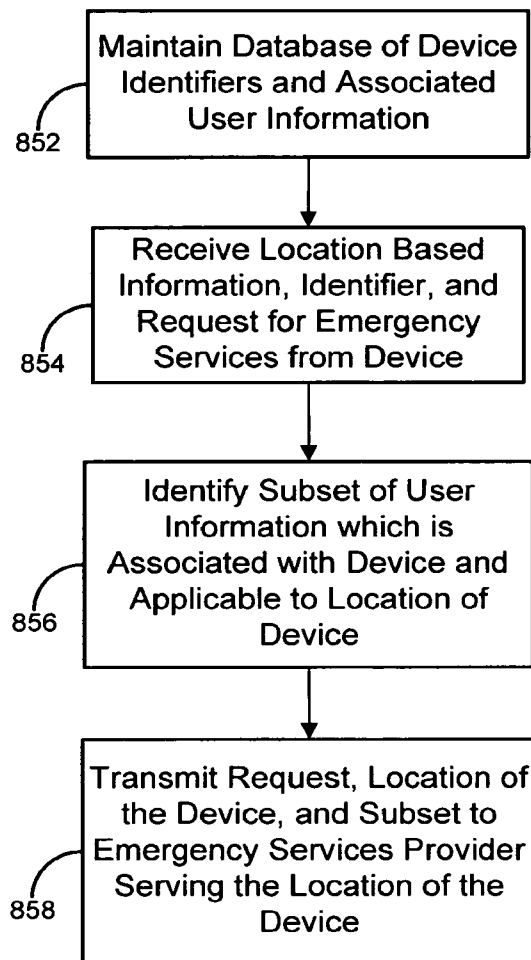 Maintain Database of Device
Identifiers and Associated
User Information
852
Receive Location Based
Information, Identifier, and
Request for Emergency
Services from Device
854
Identify Subset of User
Information which is
Associated with Device and
Applicable to Location of
Device
856
Transmit Request, Location of
the Device, and Subset to
Emergency Services Provider
Serving the Location of the
Device
858